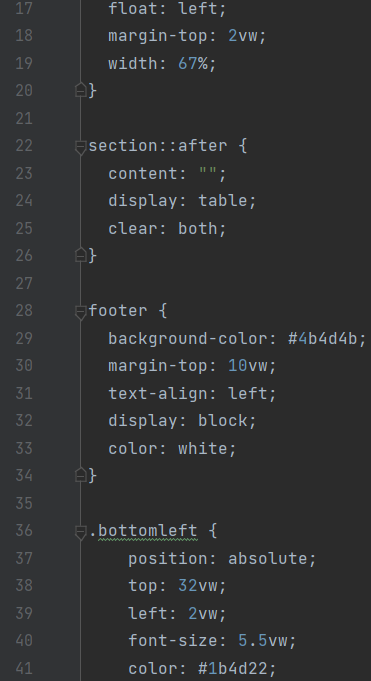 17 float: left;
18 margin-top: 2vw;
19 width: 67%;
20 }
21
22 section::after {
23 content: "";
24 display: table;
25 clear: both;
26 }
27
28 footer {
29 background-color: #4b4d4b;
30 margin-top: 10vw;
31 text-align: left;
32 display: block;
33 color: white;
34 }
35
36 .bottomleft {
37 position: absolute;
38 top: 32vw;
39 left: 2vw;
40 font-size: 5.5vw;
41 color: #1b4d22;